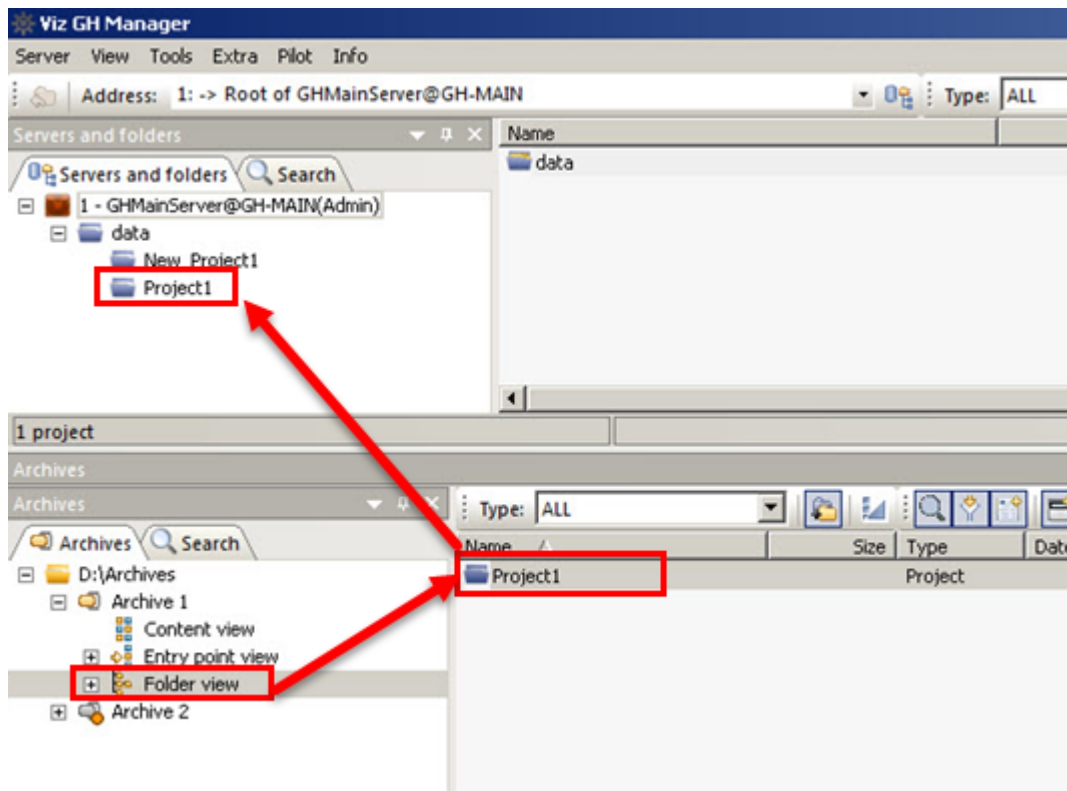 Viz GH Manager
Server View Tools Extra Pilot Info
Address: 1: -> Root of GHMainServer@GH-MAIN Type: ALL
Servers and folders
Name
Servers and folders Search
data
1 - GHMainServer@GH-MAIN(Admin)
data
New_Project1
Project1
1 project
Archives
Archives
Type: ALL
Archives Search
Name Size Type Date
D:\Archives
Project1 Project
Archive 1
Content view
Entry point view
Folder view
Archive 2